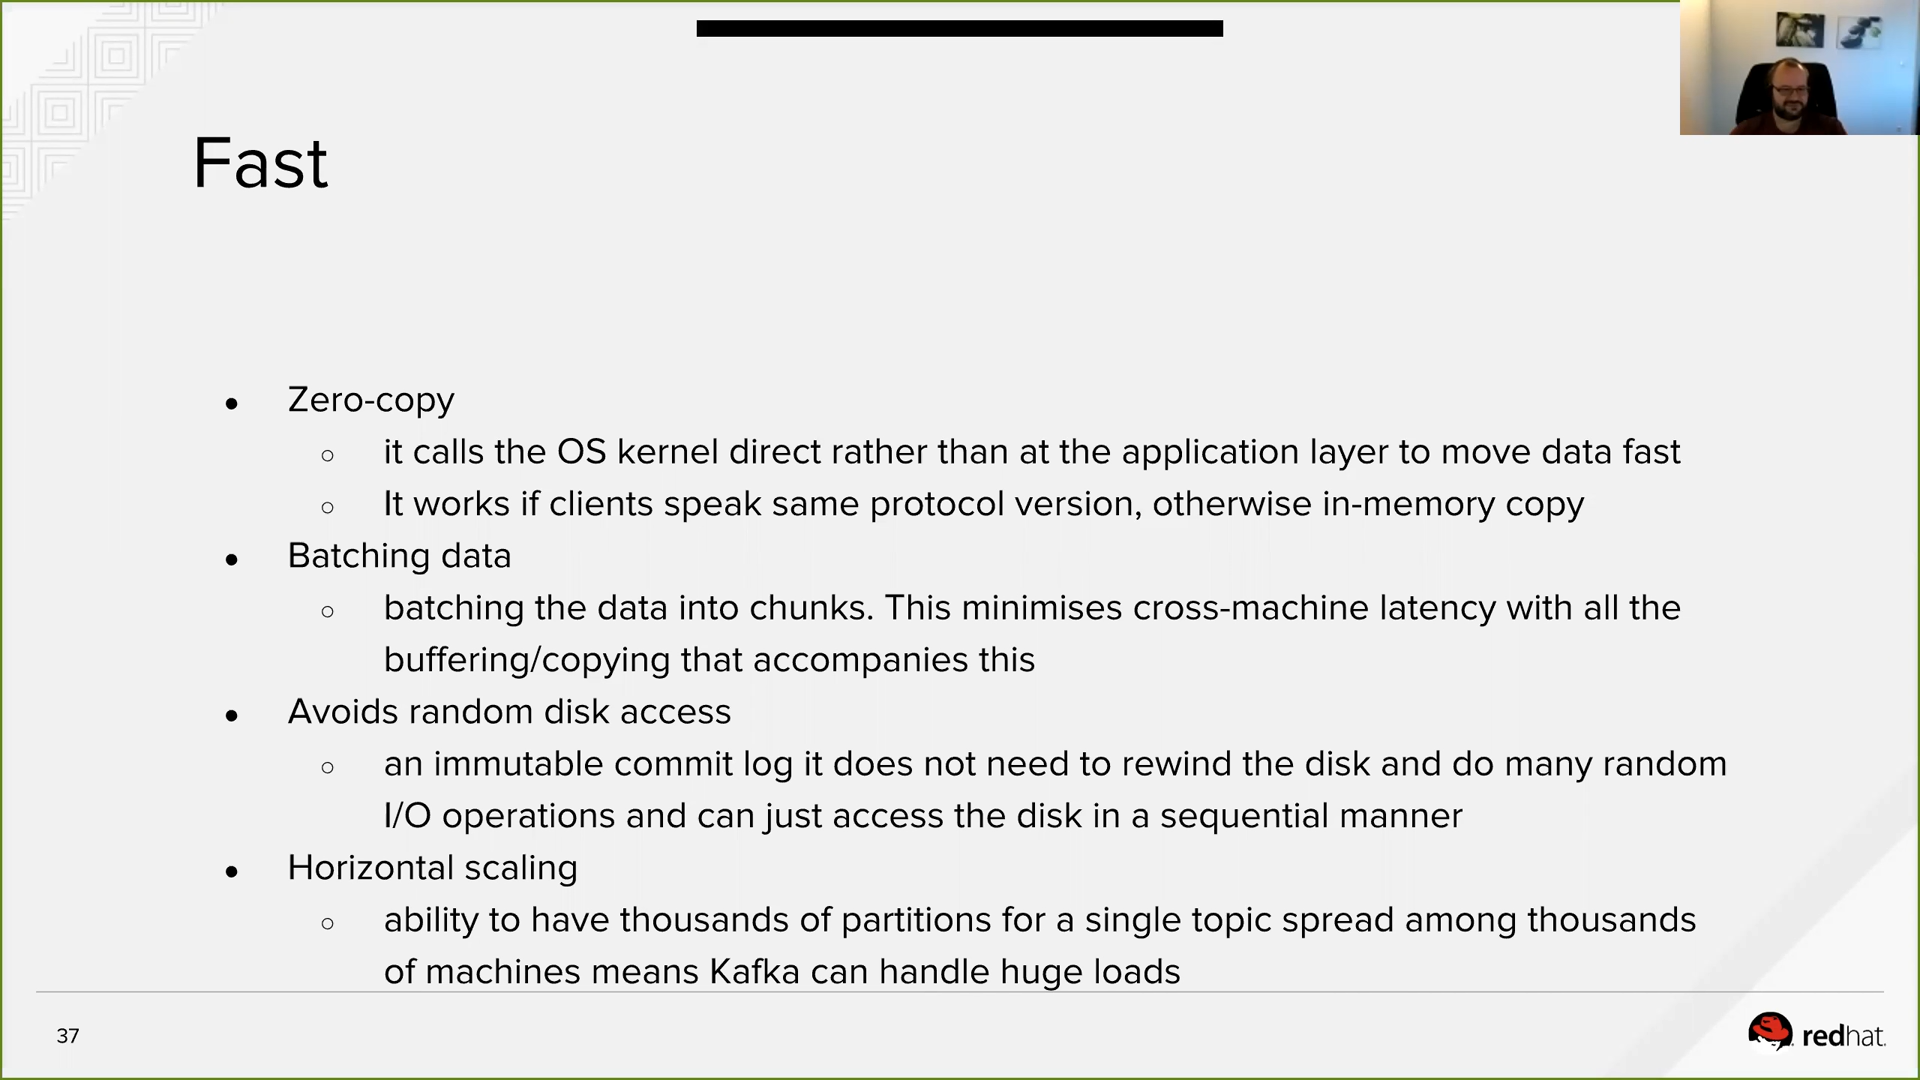 Fast
● Zero-copy
○ it calls the OS kernel direct rather than at the application layer to move data fast
○ It works if clients speak same protocol version, otherwise in-memory copy
● Batching data
○ batching the data into chunks. This minimises cross-machine latency with all the
buffering/copying that accompanies this
● Avoids random disk access
○ an immutable commit log it does not need to rewind the disk and do many random
I/O operations and can just access the disk in a sequential manner
● Horizontal scaling
○ ability to have thousands of partitions for a single topic spread among thousands
of machines means Kafka can handle huge loads
37
redhat.